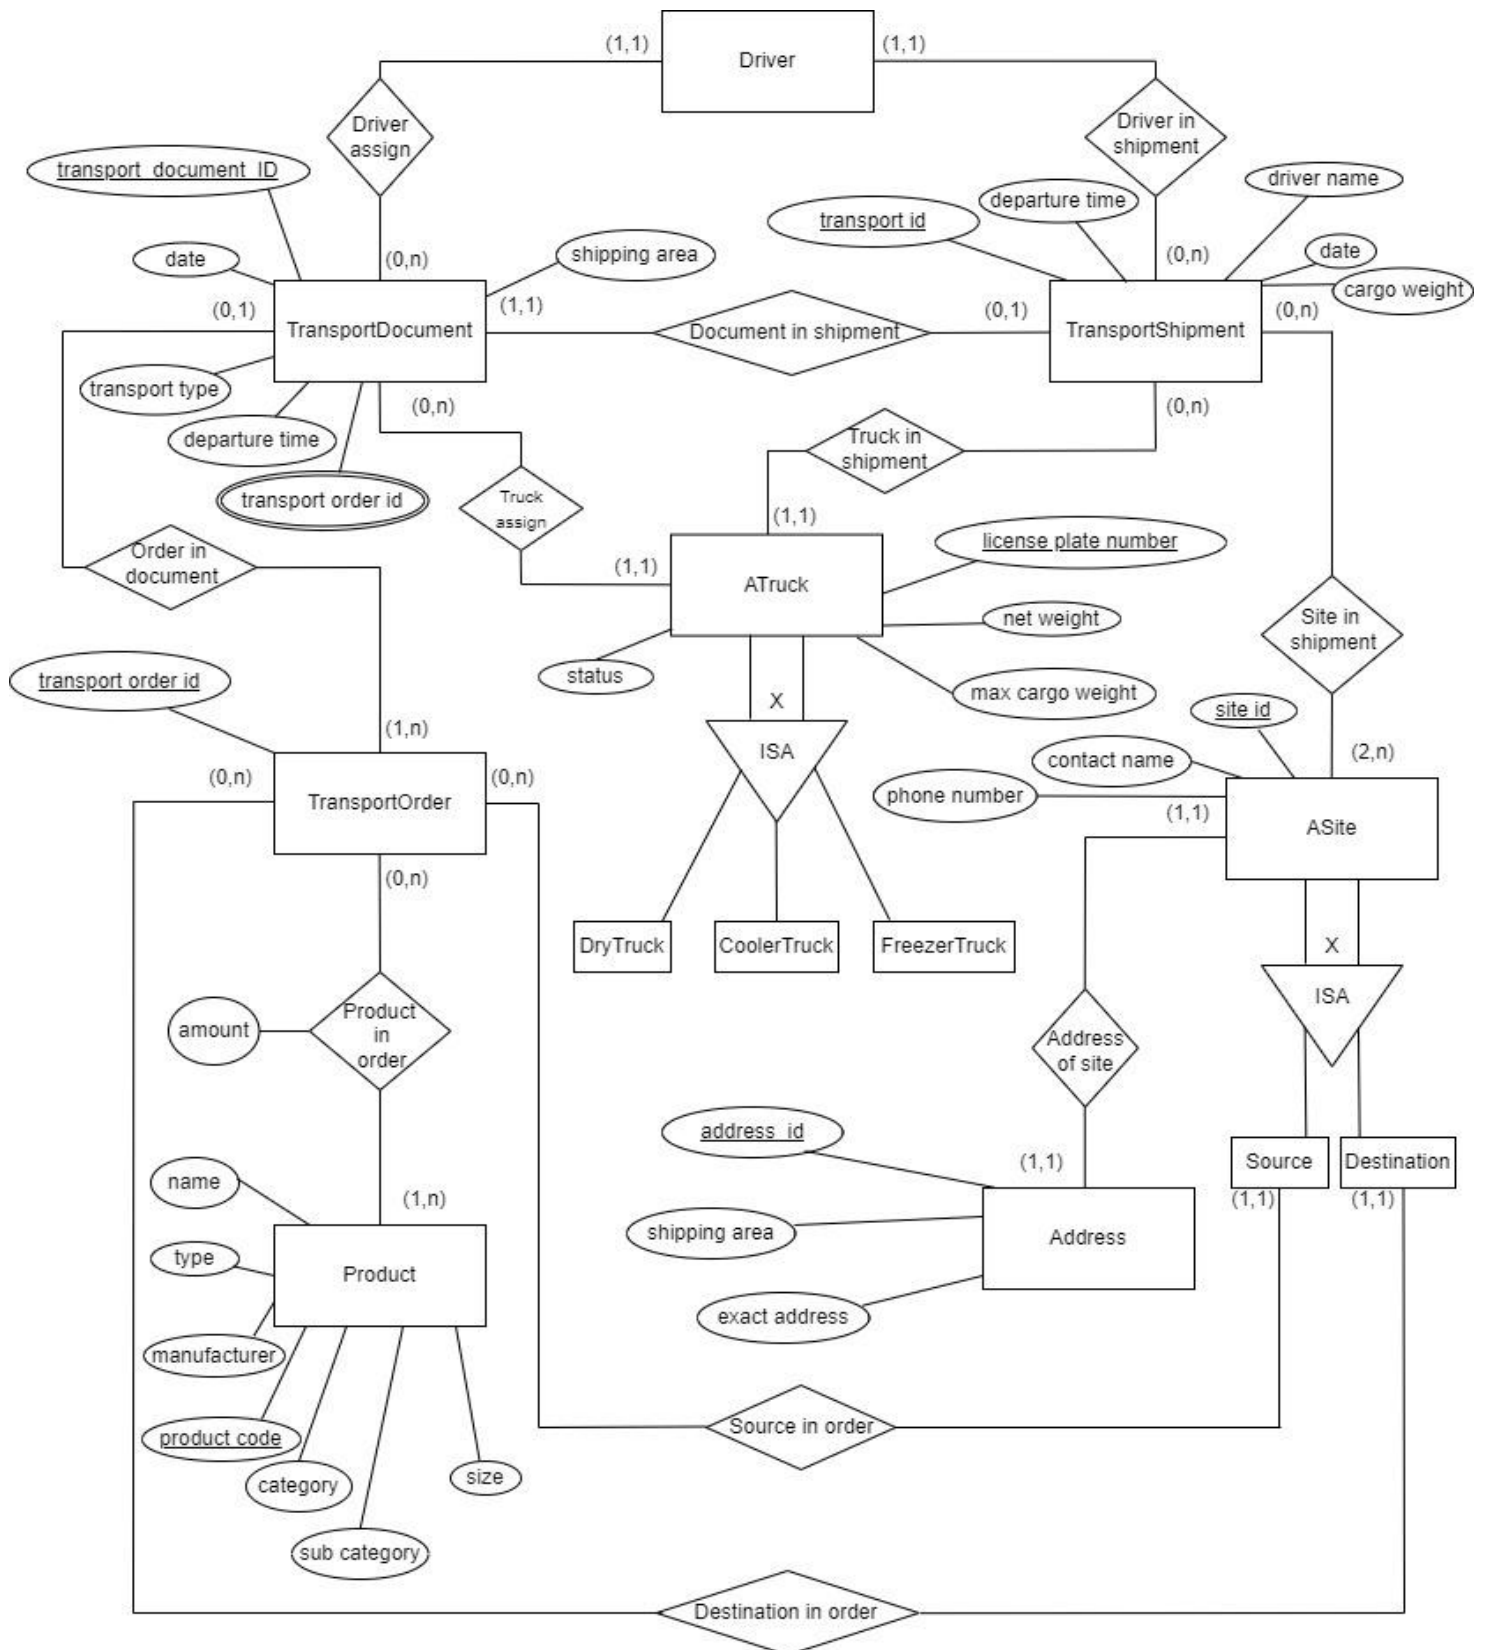 (1,1)
Driver
(1,1)
Driver
assign
Driver in
shipment
transport_document_ID
driver name
departure time
transport id
date
(0,n)
shipping area
(0,n)
date
cargo weight
(0,1)
(1,1)
(0,1)
(0,n)
TransportDocument
Document in shipment
TransportShipment
transport type
(0,n)
(0,n)
departure time
Truck in
shipment
transport order id
Truck
assign
(1,1)
license plate number
Order in
document
(1,1)
ATruck
net weight
Site in
shipment
status
transport order id
max cargo weight
X
site id
(1,n)
ISA
contact name
(2,n)
(0,n)
(0,n)
TransportOrder
phone number
(1,1)
ASite
(0,n)
DryTruck
CoolerTruck
FreezerTruck
X
ISA
amount
Product
in
order
Address
of site
address_id
(1,1)
Source
Destination
name
(1,n)
(1,1)
(1,1)
shipping area
Address
type
Product
exact address
manufacturer
product code
Source in order
category
size
sub category
Destination in order